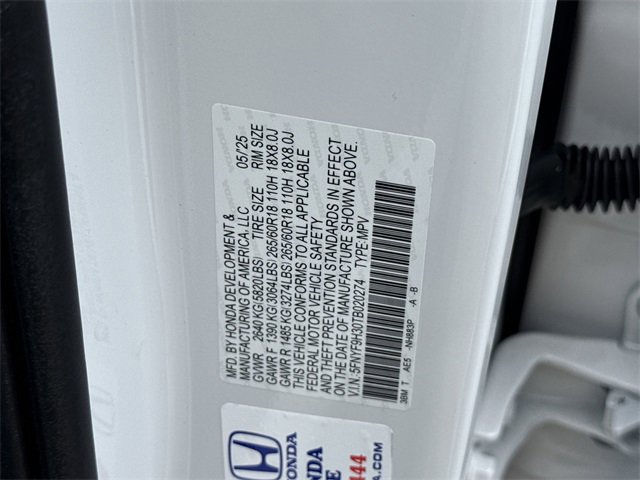 MFD. BY HONDA DEVELOPMENT &
MANUFACTURING OF AMERICA, LLC 05/'25
GVWR 2640 KG(5820LBS) TIRE SIZE RIM SIZE
GAWR F 1390 KG(3064LBS) 265/60R18 110H 18X8.0J
GAWR R 1485 KG(3274LBS) 265/60R18 110H 18X8.0J
THIS VEHICLE CONFORMS TO ALL APPLICABLE
FEDERAL MOTOR VEHICLE SAFETY
AND THEFT PREVENTION STANDARDS IN EFFECT
ON THE DATE OF MANUFACTURE SHOWN ABOVE.
V.I.N. 5FNYF9H30TB020274 TYPE-MPV
3BM T AE5 -NH883P -A -B
HONDA
444